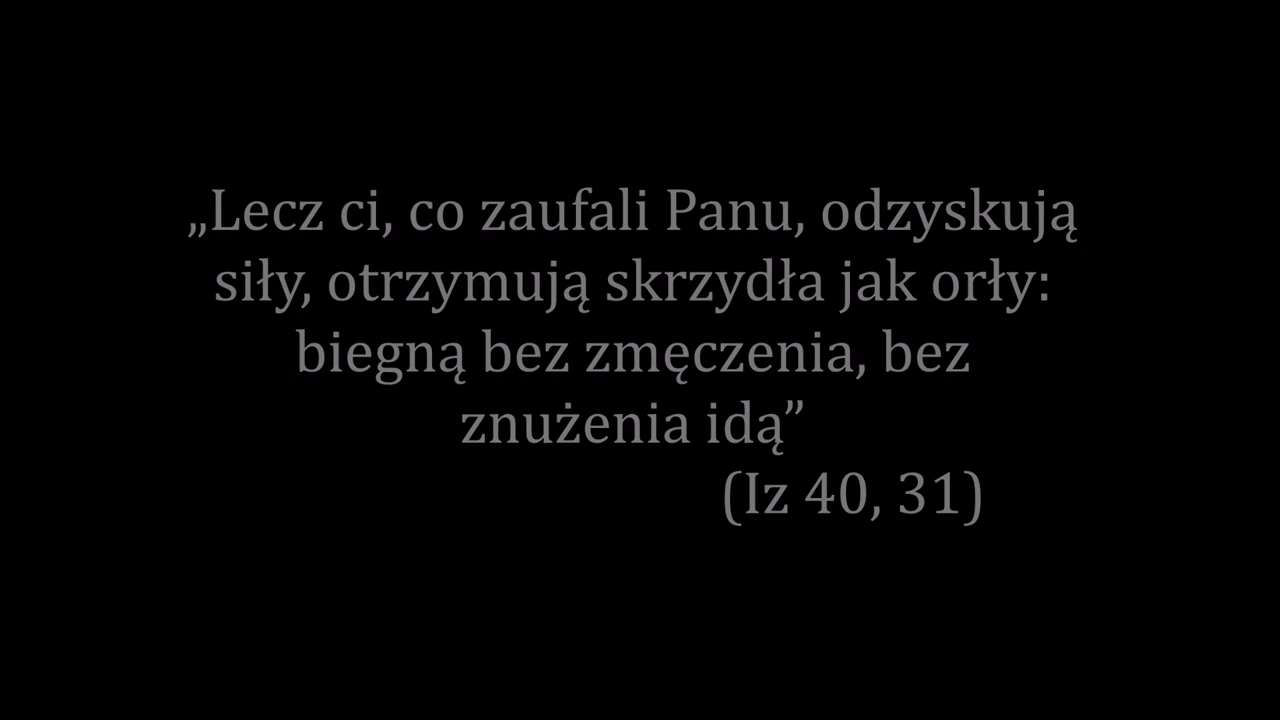 „Lecz ci, co zaufali Panu, odzyskują
siły, otrzymują skrzydła jak orły:
biegną bez zmęczenia, bez
znużenia idą”
(Iz 40, 31)